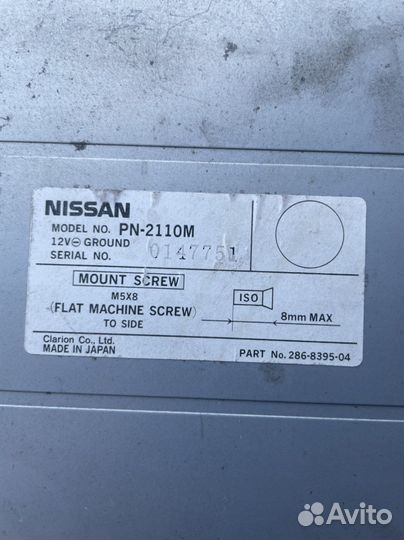 NISSAN
MODEL NO. PN-2110M
12V⊖ GROUND
SERIAL NO. 0147751
MOUNT SCREW
M5X8
(FLAT MACHINE SCREW)
TO SIDE
ISO
8mm MAX
Clarion Co., Ltd.
MADE IN JAPAN
PART No. 286-8395-04
Avito